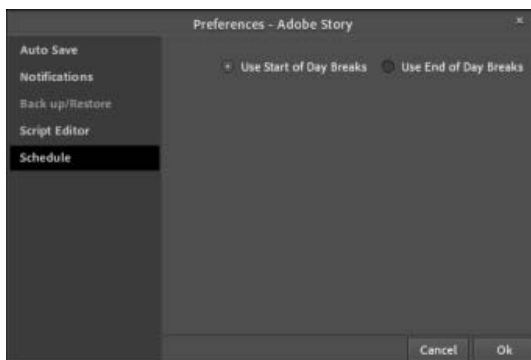 Preferences - Adobe Story
Auto Save
Notifications
Back up/Restore
Script Editor
Schedule
Use Start of Day Breaks Use End of Day Breaks
Cancel Ok